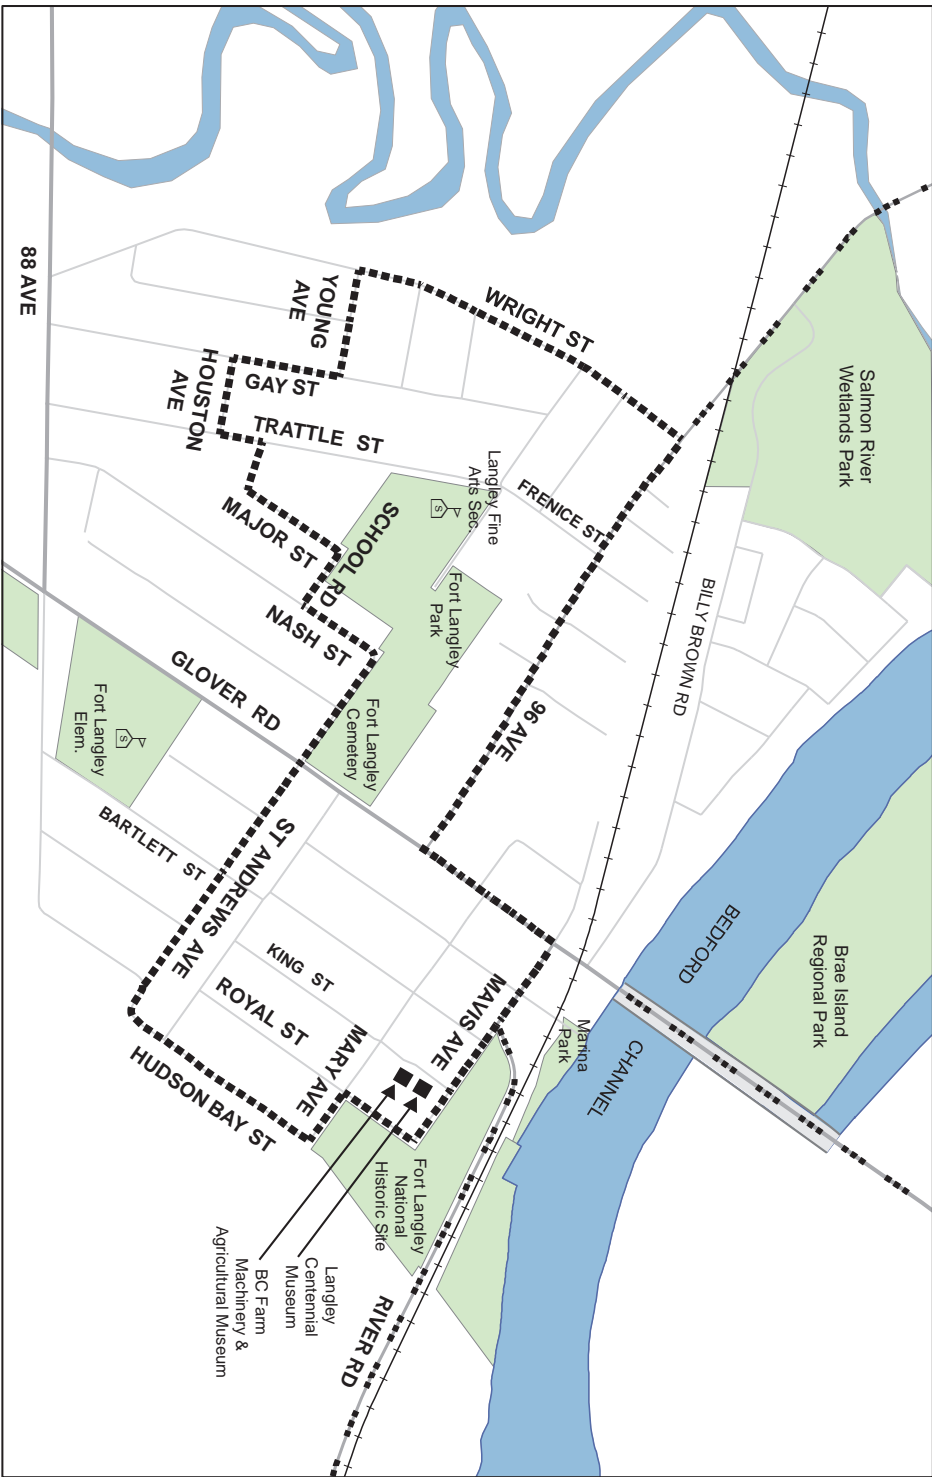 Salmon River
Wetlands Park
WRIGHT ST
YOUNG
AVE
88 AVE
GAY ST
HOUSTON
AVE
TRATTLE ST
Langley Fine
Arts Sec.
S
FRENICE ST
SCHOOL RD
MAJOR ST
NASH ST
Fort Langley
Park
BILLY BROWN RD
96 AVE
GLOVER RD
Fort Langley
Cemetery
Fort Langley
Elem.
S
BARTLETT ST
ST ANDREWS AVE
KING ST
ROYAL ST
MARY AVE
MAVIS AVE
HUDSON BAY ST
BEDFORD
CHANNEL
Brae Island
Regional Park
Marina
Park
Fort Langley
National
Historic Site
Langley
Centennial
Museum
BC Farm
Machinery &
Agricultural Museum
RIVER RD